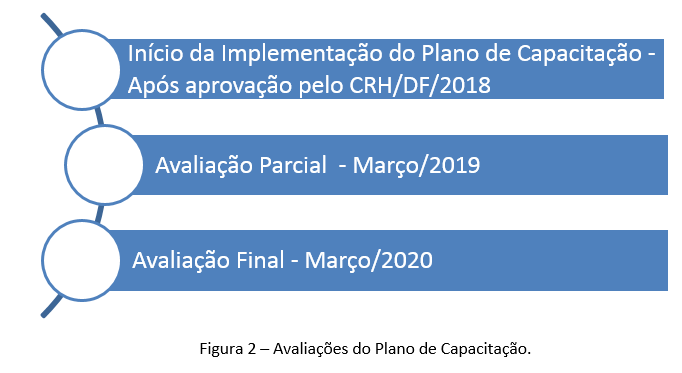 Início da Implementação do Plano de Capacitação -
Após aprovação pelo CRH/DF/2018
Avaliação Parcial - Março/2019
Avaliação Final - Março/2020
Figura 2 – Avaliações do Plano de Capacitação.